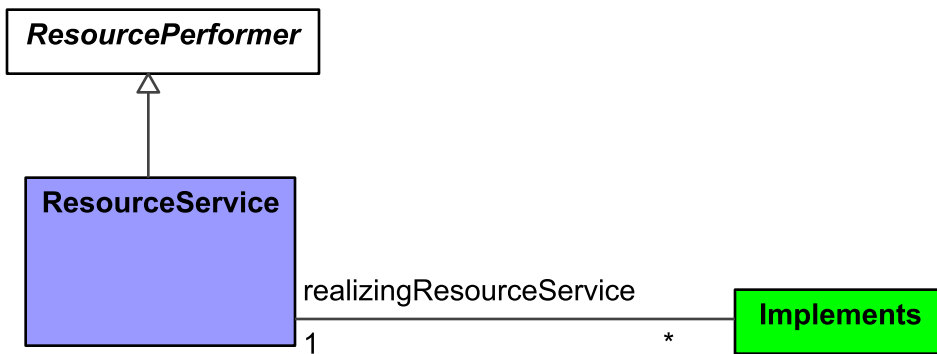 ResourcePerformer
ResourceService
realizingResourceService
Implements
1
*